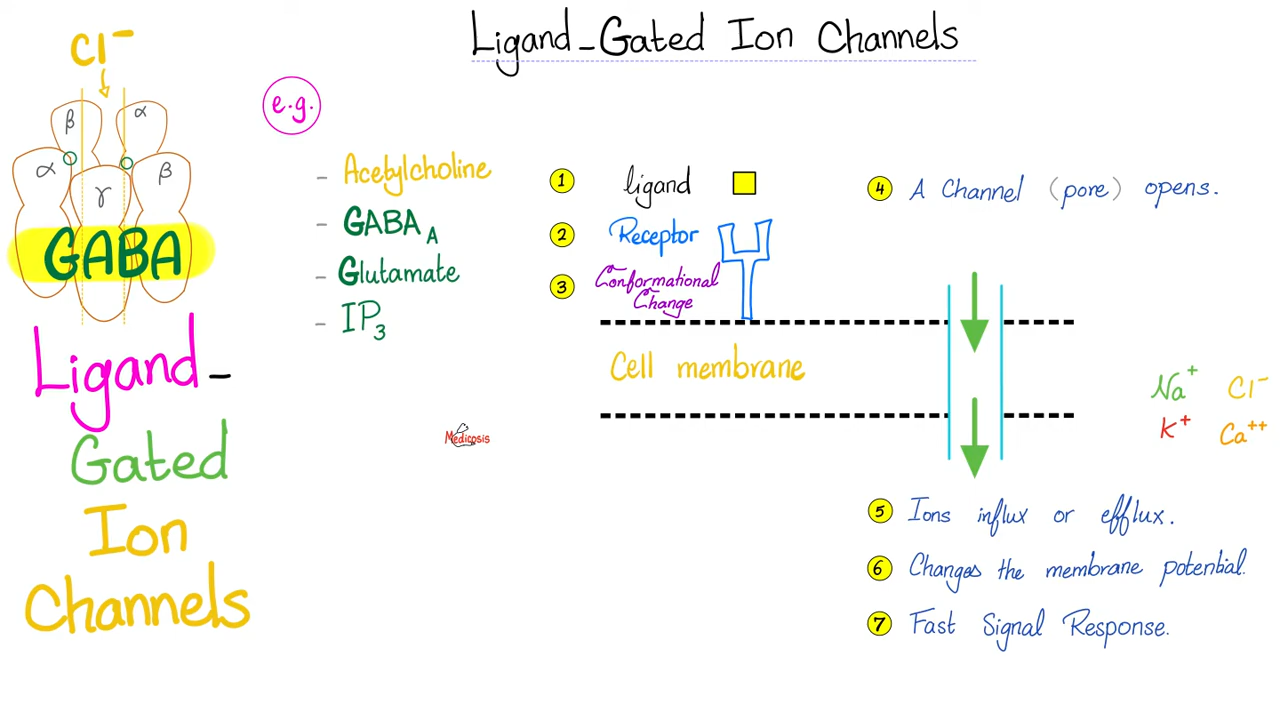 Ligand-Gated Ion Channels
Cl⁻
β
α
α
γ
β
GABA
Ligand-
Gated
Ion
Channels
e.g.
- Acetylcholine
- GABA A
- Glutamate
- IP3
1 ligand
2 Receptor
3 Conformational
Change
Cell membrane
Medicosis
4 A Channel (pore) opens.
Na⁺ Cl⁻
K⁺ Ca⁺⁺
5 Ions influx or efflux.
6 Changes the membrane potential.
7 Fast Signal Response.